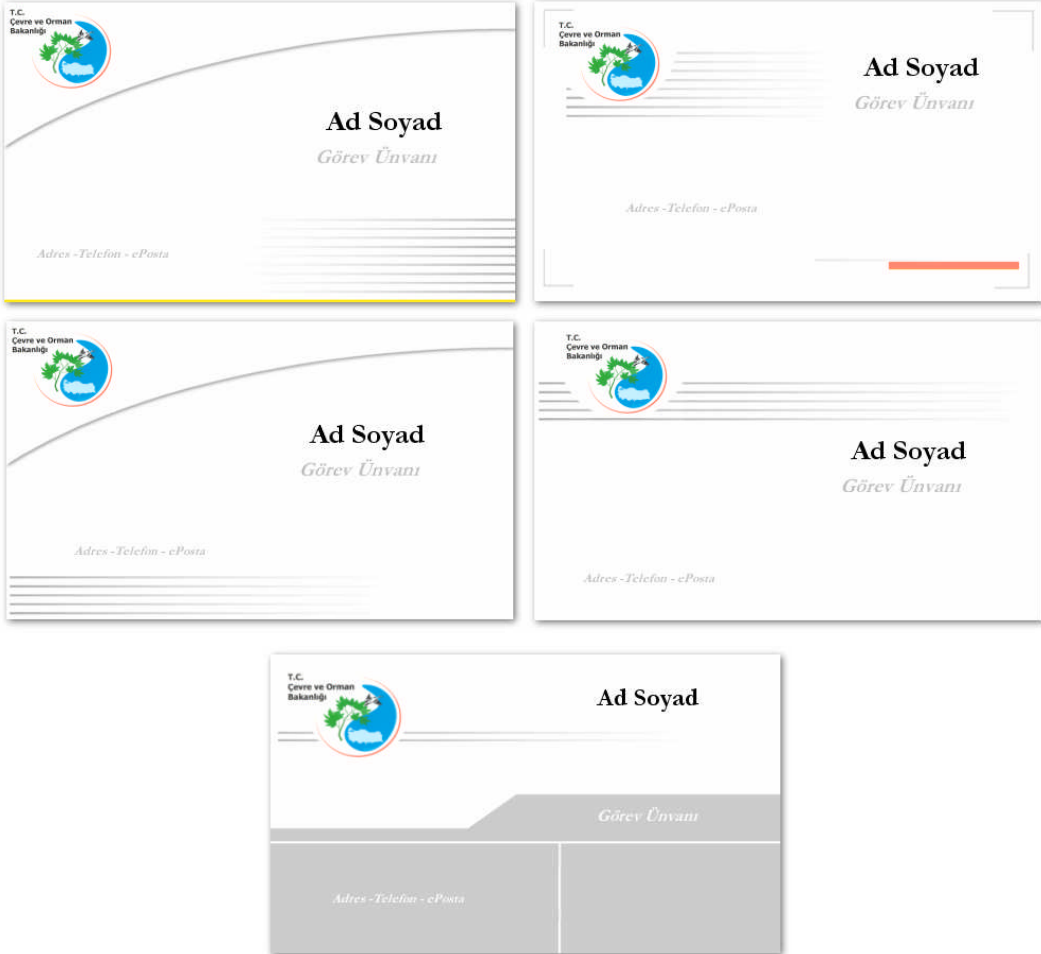 T.C.
Çevre ve Orman
Bakanlığı
Ad Soyad
Görev Ünvanı
Adres -Telefon - ePosta
T.C.
Çevre ve Orman
Bakanlığı
Ad Soyad
Görev Ünvanı
Adres -Telefon - ePosta
T.C.
Çevre ve Orman
Bakanlığı
Ad Soyad
Görev Ünvanı
Adres -Telefon - ePosta
T.C.
Çevre ve Orman
Bakanlığı
Ad Soyad
Görev Ünvanı
Adres -Telefon - ePosta
T.C.
Çevre ve Orman
Bakanlığı
Ad Soyad
Görev Ünvanı
Adres -Telefon - ePosta